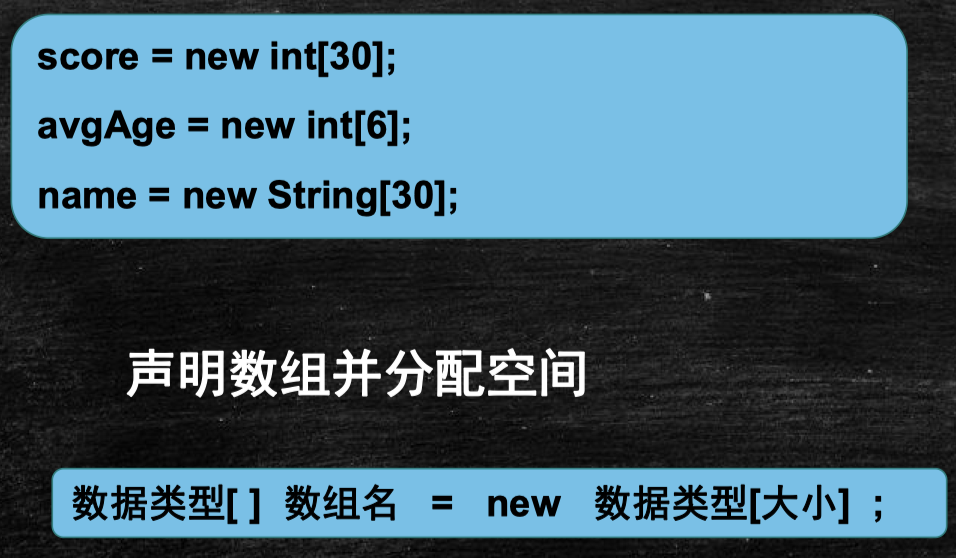 score = new int[30];
avgAge = new int[6];
name = new String[30];
声明数组并分配空间
数据类型[ ] 数组名 = new 数据类型[大小] ;